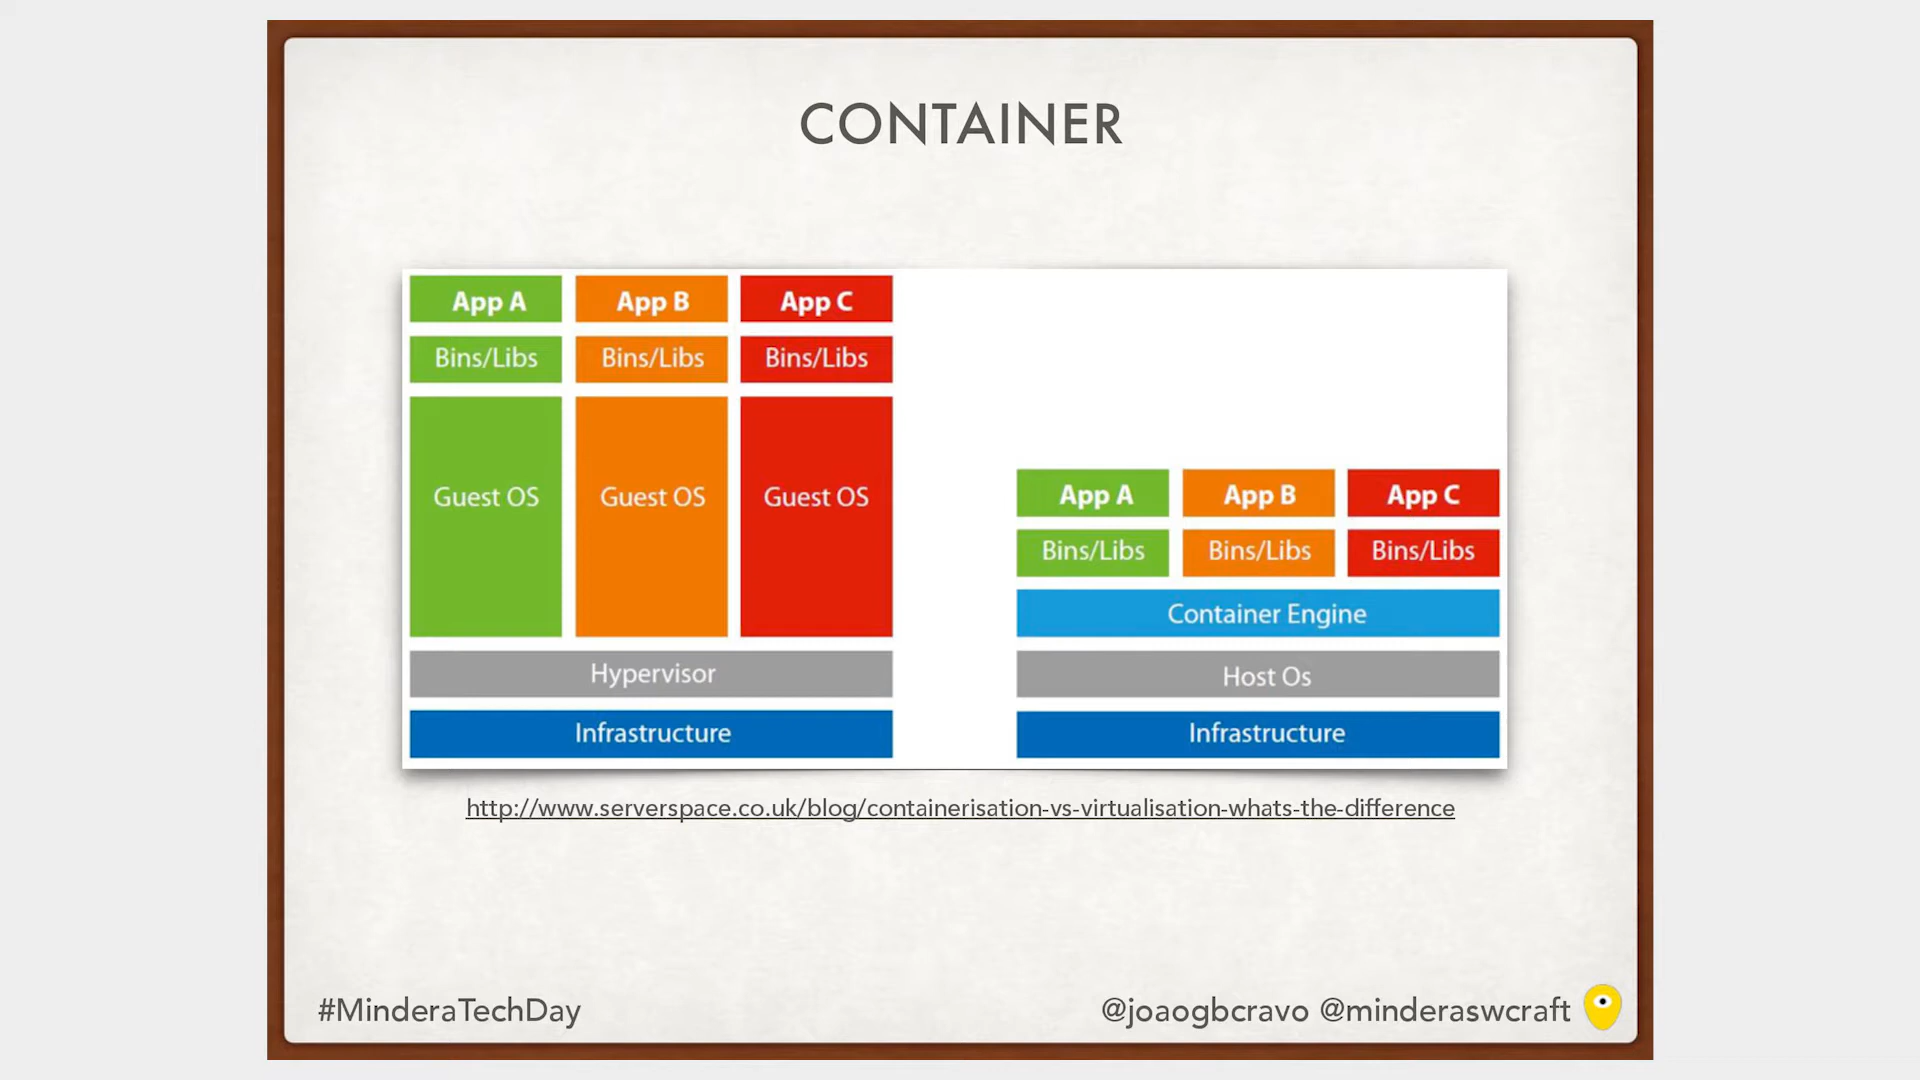 CONTAINER
App A App B App C
Bins/Libs Bins/Libs Bins/Libs
Guest OS Guest OS Guest OS
Hypervisor
Infrastructure
App A App B App C
Bins/Libs Bins/Libs Bins/Libs
Container Engine
Host Os
Infrastructure
http://www.serverspace.co.uk/blog/containerisation-vs-virtualisation-whats-the-difference
#MinderaTechDay
@joaogbcravo @minderaswcraft